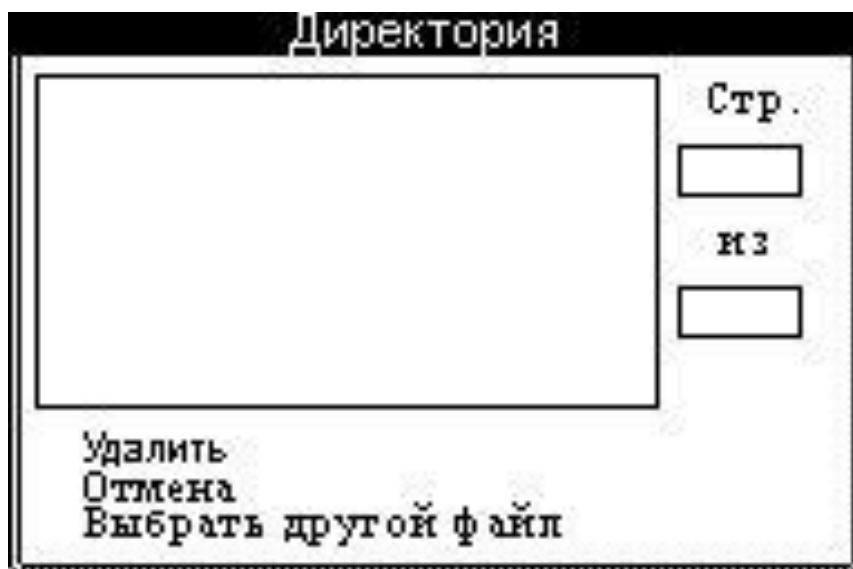 Директория
Стр.
из
Удалить
Отмена
Выбрать другой файл